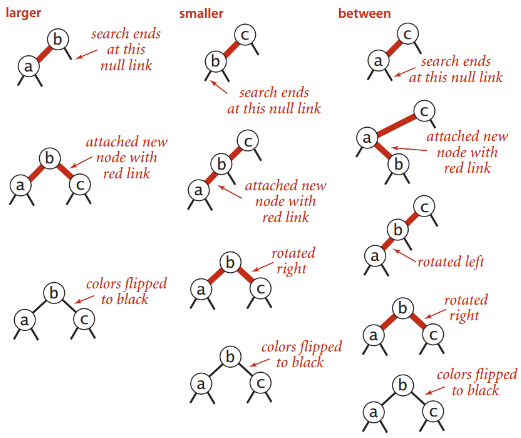 larger
b
a
search ends
at this
null link
b
a
c
attached new
node with
red link
b
a
c
colors flipped
to black
smaller
c
b
search ends
at this null link
c
b
a
attached new
node with
red link
b
a
c
rotated
right
b
a
c
colors flipped
to black
between
c
a
search ends
at this null link
c
a
b
attached new
node with
red link
c
b
a
rotated left
b
a
c
rotated
right
b
a
c
colors flipped
to black